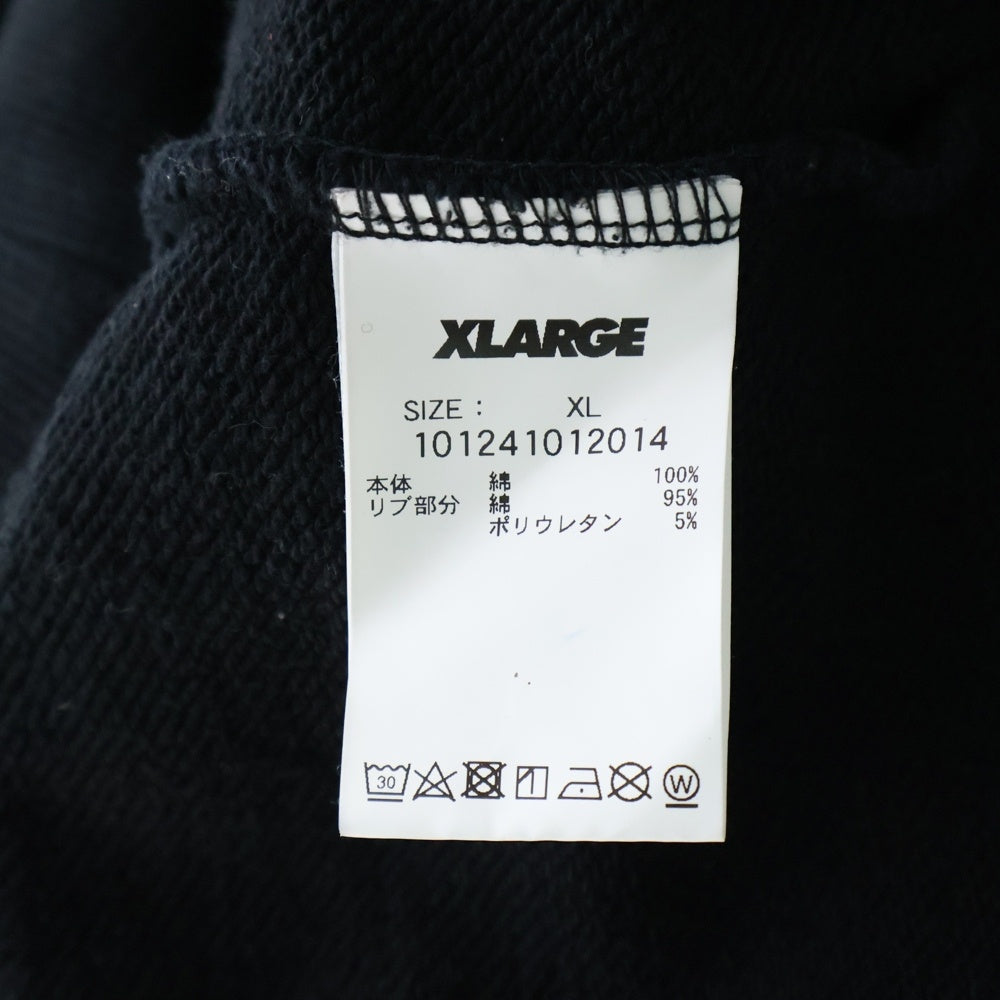 XLARGE
SIZE : XL
101241012014
本体 綿 100%
リブ部分 綿 95%
ポリウレタン 5%
30 W